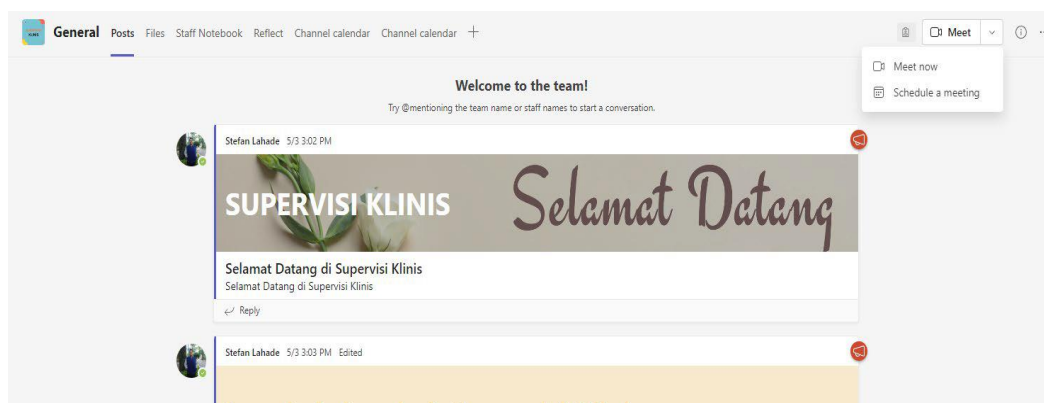 General Posts Files Staff Notebook Reflect Channel calendar Channel calendar Meet
Meet now
Schedule a meeting
Welcome to the team!
Try @mentioning the team name or staff names to start a conversation.
Stefan Lahade 5/3 3:02 PM
SUPERVISI KLINIS Selamat Datang
Selamat Datang di Supervisi Klinis
Selamat Datang di Supervisi Klinis
Reply
Stefan Lahade 5/3 3:03 PM Edited